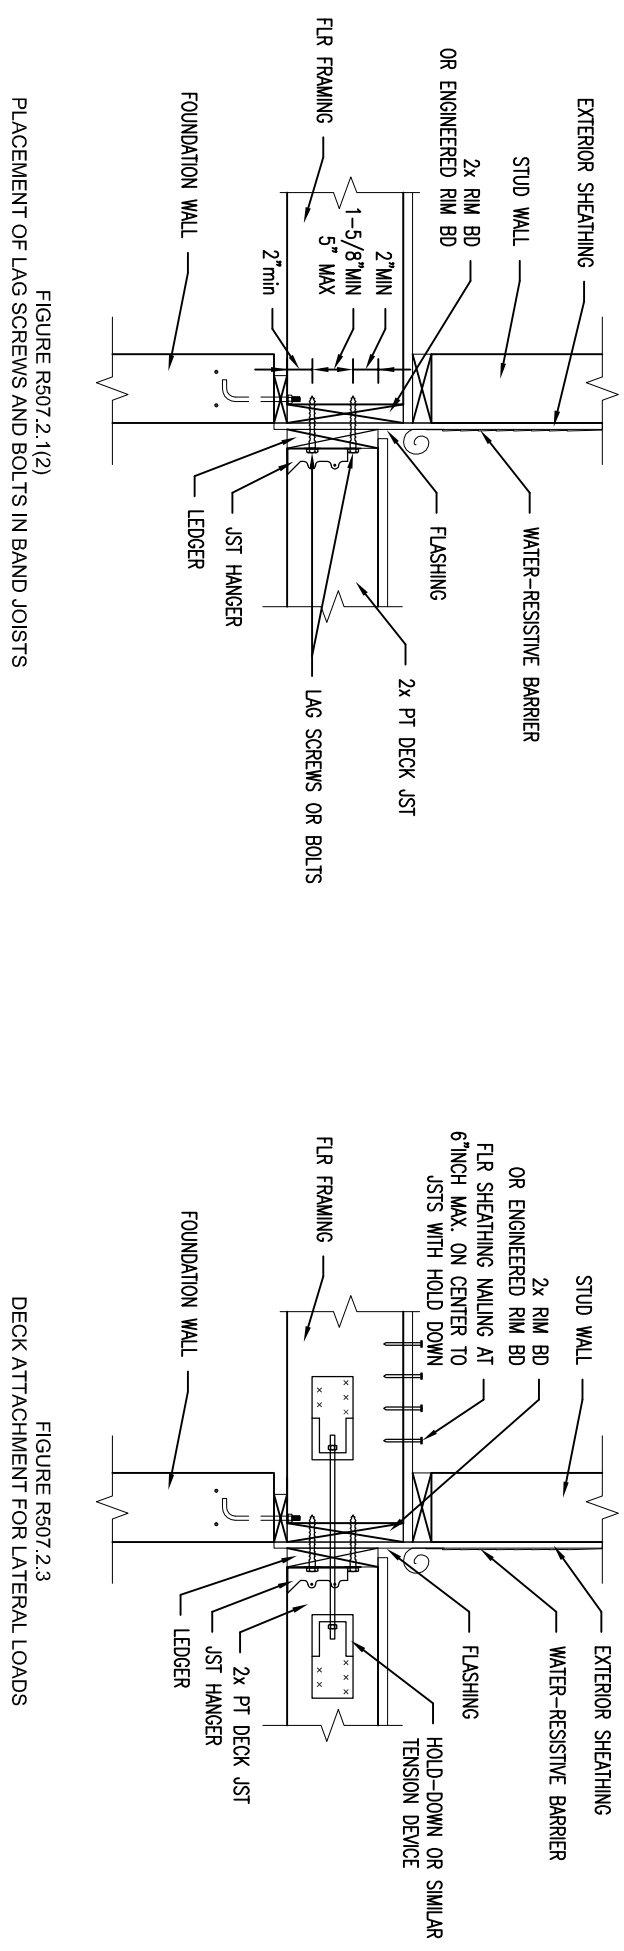 EXTERIOR SHEATHING
STUD WALL
2x RIM BD
OR ENGINEERED RIM BD
FLR FRAMING
FOUNDATION WALL
2"MIN
1-5/8"MIN
5" MAX
2"min
WATER-RESISTIVE BARRIER
FLASHING
2x PT DECK JST
LAG SCREWS OR BOLTS
JST HANGER
LEDGER
FIGURE R507.2.1(2)
PLACEMENT OF LAG SCREWS AND BOLTS IN BAND JOISTS
STUD WALL
2x RIM BD
OR ENGINEERED RIM BD
FLR SHEATHING NAILING AT
6"INCH MAX. ON CENTER TO
JSTS WITH HOLD DOWN
FLR FRAMING
FOUNDATION WALL
EXTERIOR SHEATHING
WATER-RESISTIVE BARRIER
FLASHING
HOLD-DOWN OR SIMILAR
TENSION DEVICE
2x PT DECK JST
JST HANGER
LEDGER
FIGURE R507.2.3
DECK ATTACHMENT FOR LATERAL LOADS